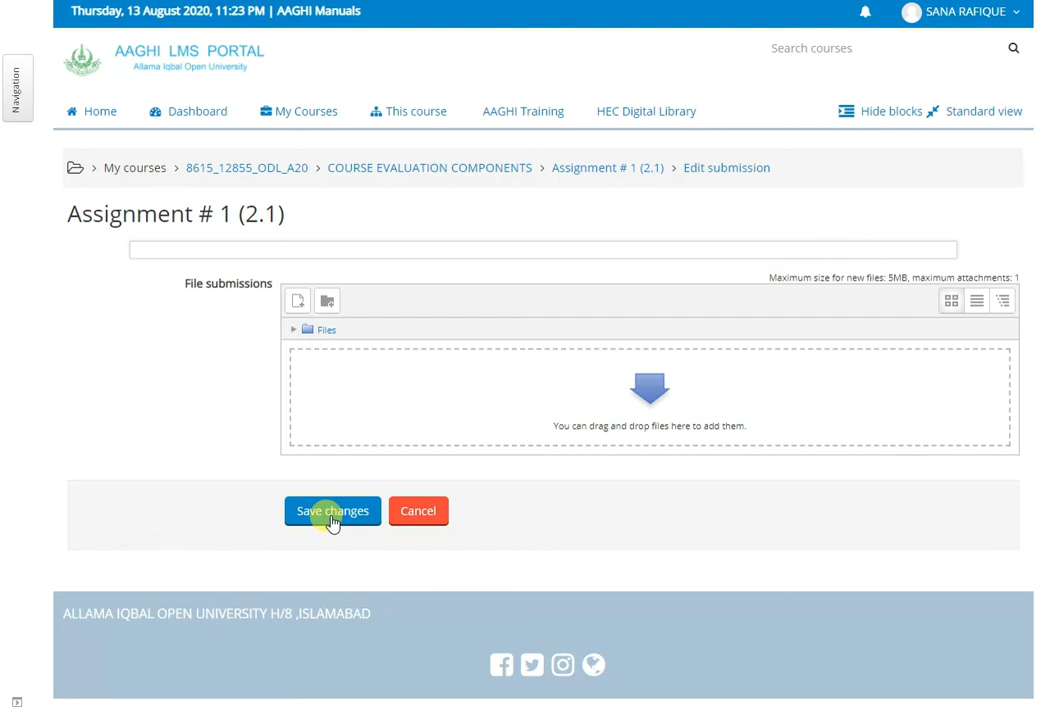 Thursday, 13 August 2020, 11:23 PM | AAGHI Manuals
SANA RAFIQUE
Navigation
AAGHI LMS PORTAL
Allama Iqbal Open University
Search courses
Home Dashboard My Courses This course AAGHI Training HEC Digital Library Hide blocks Standard view
> My courses > 8615_12855_ODL_A20 > COURSE EVALUATION COMPONENTS > Assignment # 1 (2.1) > Edit submission
Assignment # 1 (2.1)
Maximum size for new files: 5MB, maximum attachments: 1
File submissions
Files
You can drag and drop files here to add them.
Save changes Cancel
ALLAMA IQBAL OPEN UNIVERSITY H/8 ,ISLAMABAD